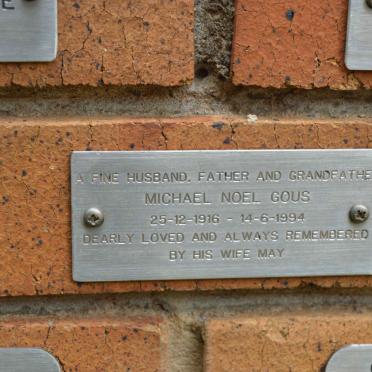 E
A FINE HUSBAND, FATHER AND GRANDFATHE
MICHAEL NOEL GOUS
25-12-1916 - 14-6-1994
DEARLY LOVED AND ALWAYS REMEMBERED
BY HIS WIFE MAY